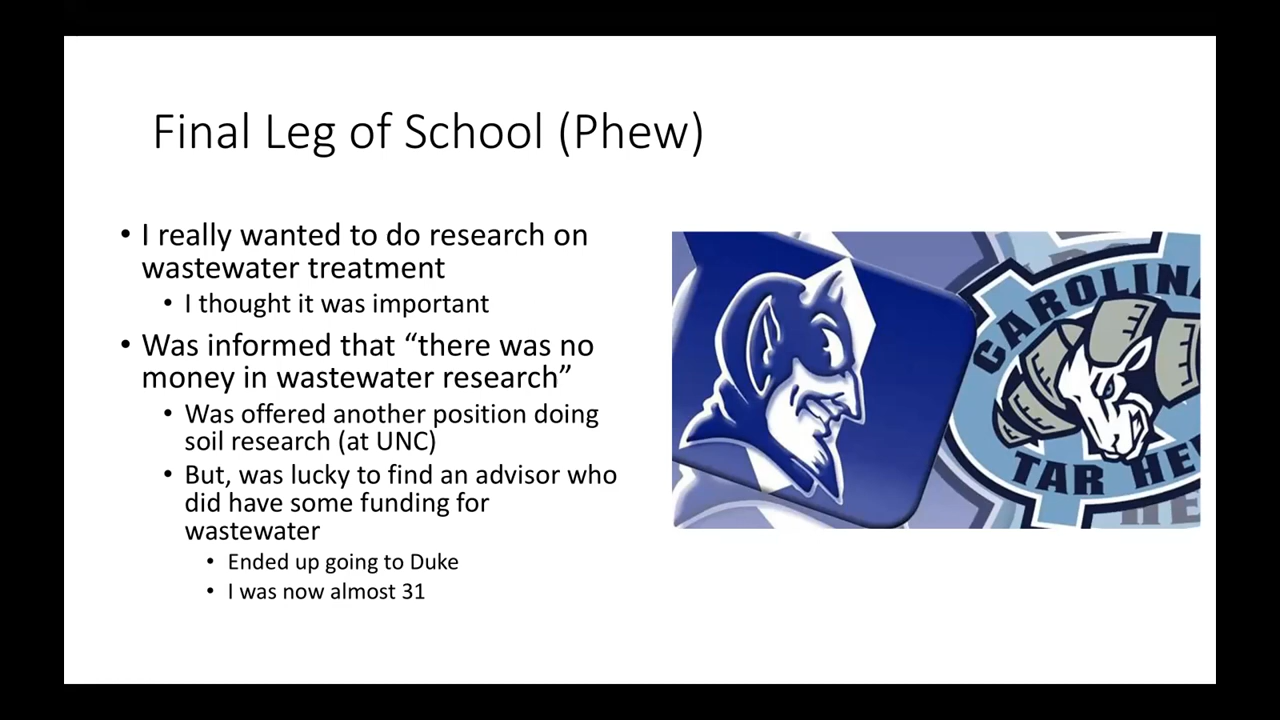 Final Leg of School (Phew)
• I really wanted to do research on
wastewater treatment
• I thought it was important
• Was informed that “there was no
money in wastewater research”
• Was offered another position doing
soil research (at UNC)
• But, was lucky to find an advisor who
did have some funding for
wastewater
• Ended up going to Duke
• I was now almost 31
CAROLINA
TAR HE